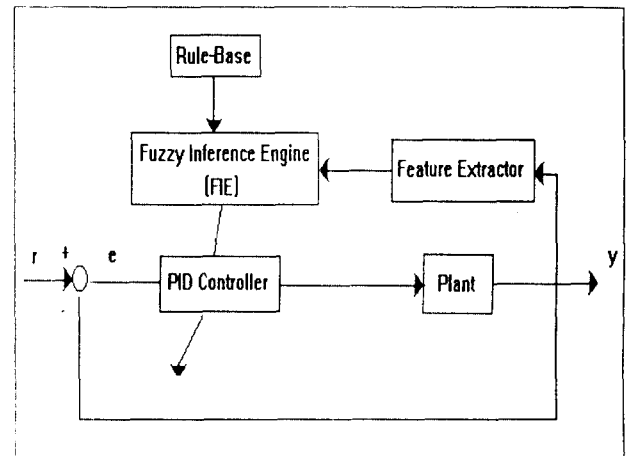 Rule-Base
Fuzzy Inference Engine
(FIE)
Feature Extractor
r + e
PID Controller
Plant
y